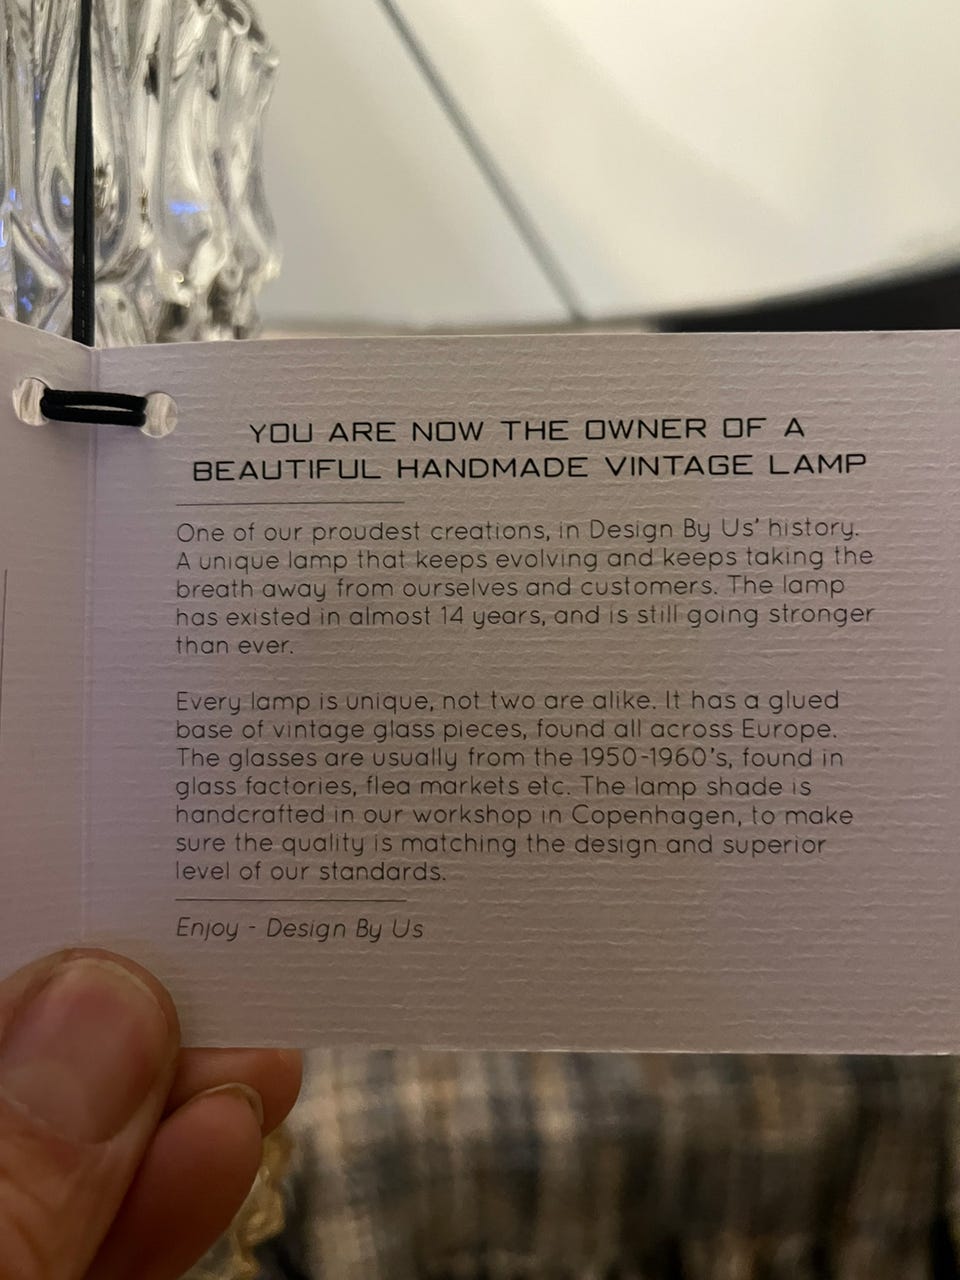 YOU ARE NOW THE OWNER OF A
BEAUTIFUL HANDMADE VINTAGE LAMP
One of our proudest creations, in Design By Us' history.
A unique lamp that keeps evolving and keeps taking the
breath away from ourselves and customers. The lamp
has existed in almost 14 years, and is still going stronger
than ever.
Every lamp is unique, not two are alike. It has a glued
base of vintage glass pieces, found all across Europe.
The glasses are usually from the 1950-1960's, found in
glass factories, flea markets etc. The lamp shade is
handcrafted in our workshop in Copenhagen, to make
sure the quality is matching the design and superior
level of our standards.
Enjoy - Design By Us